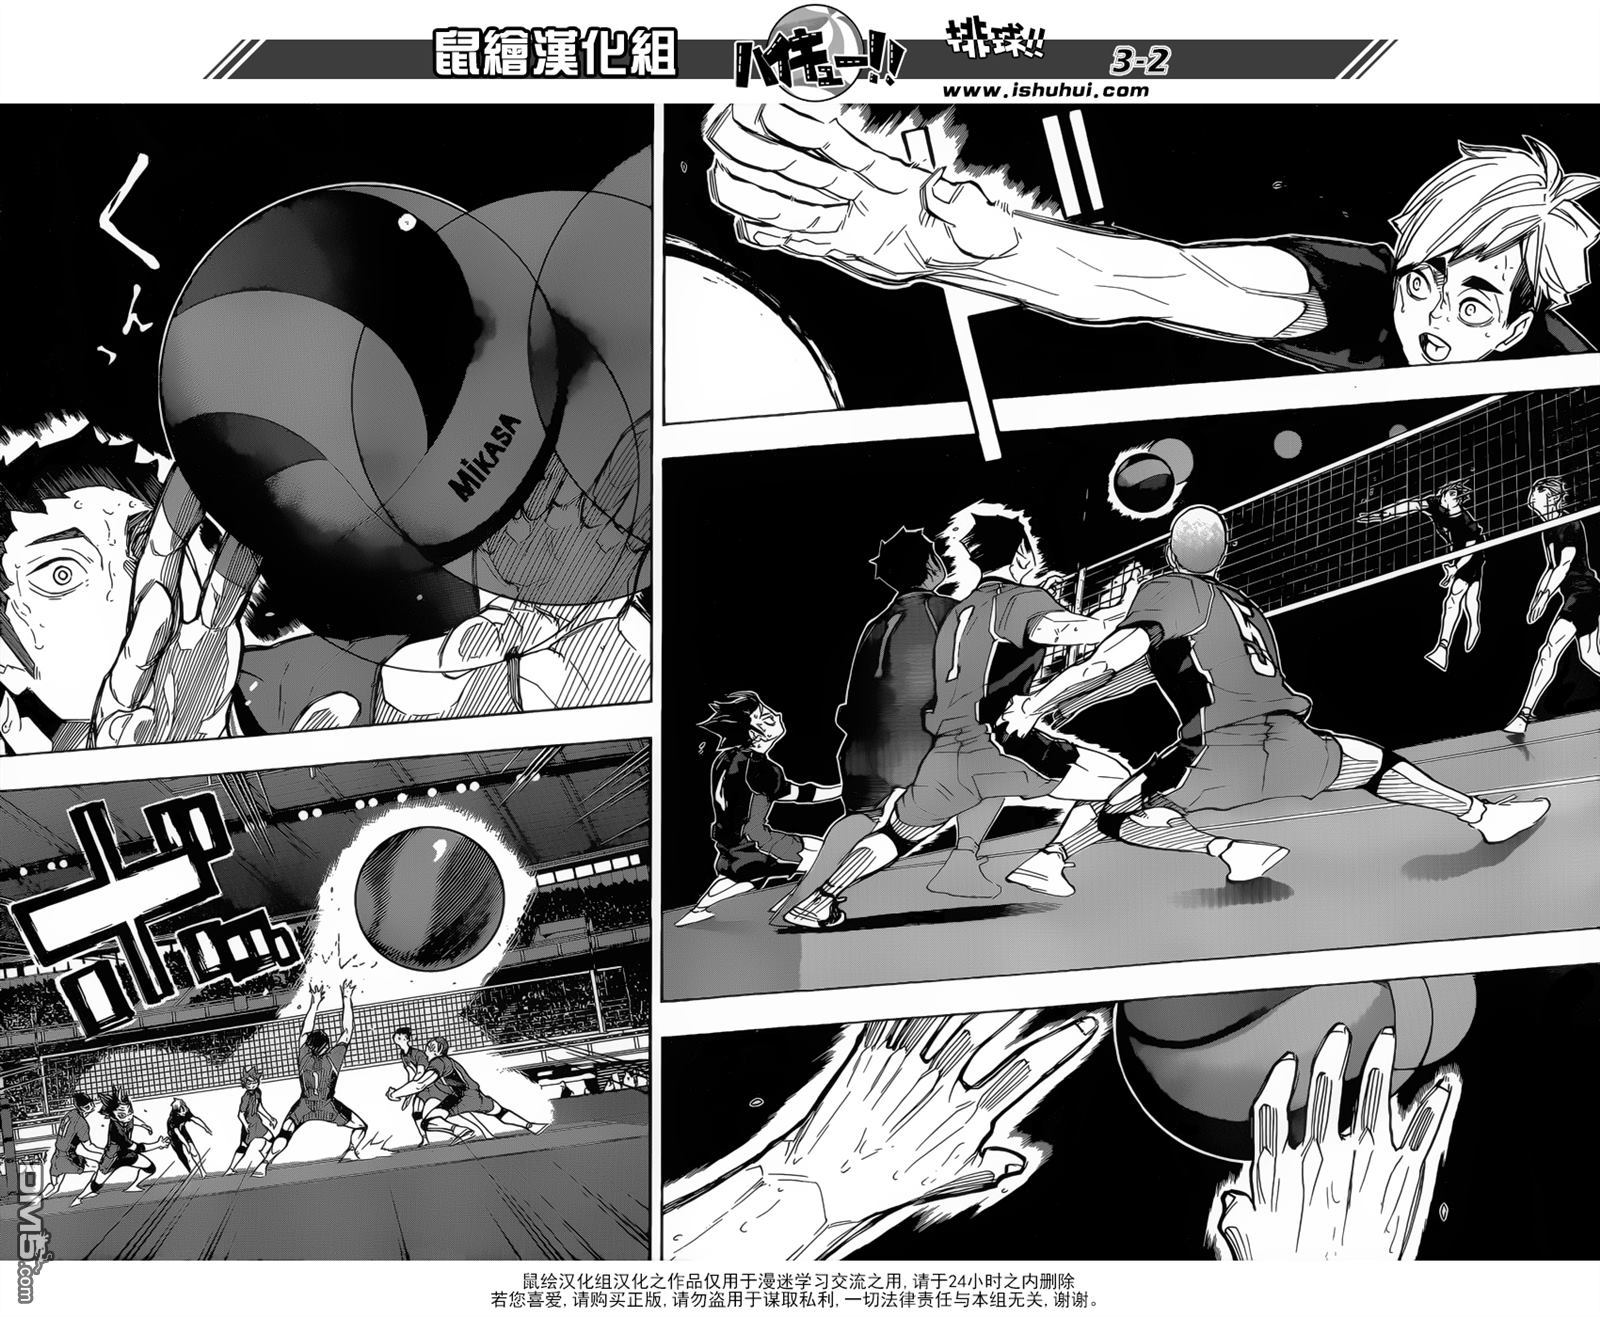 鼠繪漢化組
ハイキュー!!
排球!!
3-2
www.ishuhui.com
くん
MIKASA
1
1
5
ド
DM5.com
鼠绘汉化组汉化之作品仅用于漫迷学习交流之用,请于24小时之内删除
若您喜爱,请购买正版,请勿盗用于谋取私利,一切法律责任与本组无关,谢谢。